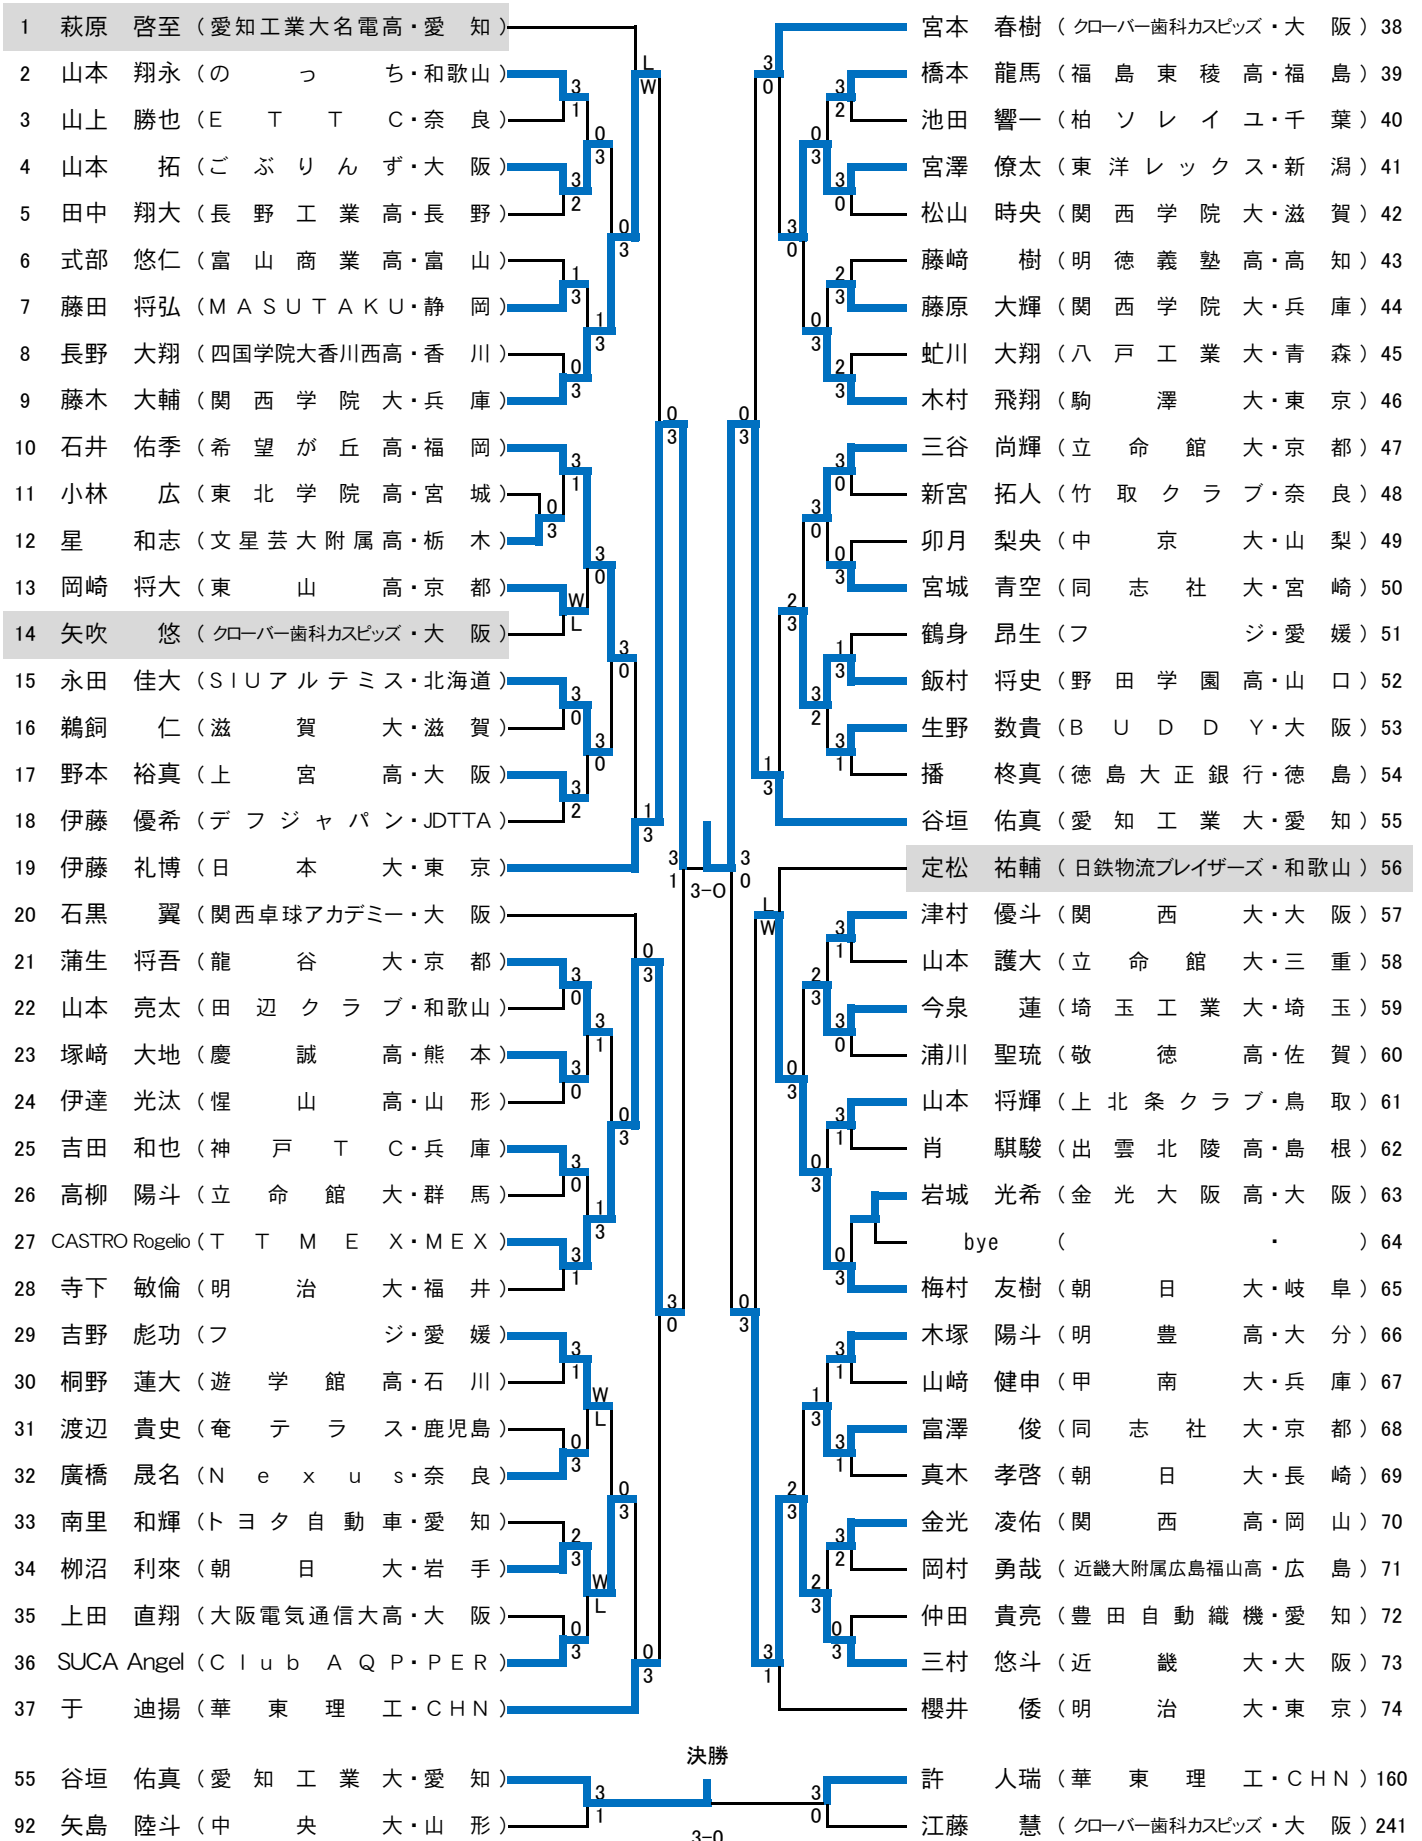 1 萩原 啓至 (愛知工業大名電高・愛 知)
2 山本 翔永 (の っ ち・和歌山)
3 山上 勝也 (E T T C・奈 良)
4 山本 拓 (ご ぶ り ん ず・大 阪)
5 田中 翔大 (長 野 工 業 高・長 野)
6 式部 悠仁 (富 山 商 業 高・富 山)
7 藤田 将弘 (M A S U T A K U・静 岡)
8 長野 大翔 (四国学院大香川西高・香 川)
9 藤木 大輔 (関 西 学 院 大・兵 庫)
10 石井 佑季 (希 望 が 丘 高・福 岡)
11 小林 広 (東 北 学 院 高・宮 城)
12 星 和志 (文星芸大附属高・栃 木)
13 岡崎 将大 (東 山 高・京 都)
14 矢吹 悠 (クローバー歯科カスピッズ・大 阪)
15 永田 佳大 (SIUアルテミス・北海道)
16 鵜飼 仁 (滋 賀 大・滋 賀)
17 野本 裕真 (上 宮 高・大 阪)
18 伊藤 優希 (デ フ ジ ャ パ ン・JDTTA)
19 伊藤 礼博 (日 本 大・東 京)
20 石黒 翼 (関西卓球アカデミー・大 阪)
21 蒲生 将吾 (龍 谷 大・京 都)
22 山本 亮太 (田 辺 ク ラ ブ・和歌山)
23 塚﨑 大地 (慶 誠 高・熊 本)
24 伊達 光汰 (惺 山 高・山 形)
25 吉田 和也 (神 戸 T C・兵 庫)
26 高柳 陽斗 (立 命 館 大・群 馬)
27 CASTRO Rogelio (T T M E X・M E X)
28 寺下 敏倫 (明 治 大・福 井)
29 吉野 彪功 (フ ジ・愛 媛)
30 桐野 蓮大 (遊 学 館 高・石 川)
31 渡辺 貴史 (奄 テ ラ ス・鹿児島)
32 廣橋 晟名 (N e x u s・奈 良)
33 南里 和輝 (ト ヨ タ 自 動 車・愛 知)
34 栁沼 利來 (朝 日 大・岩 手)
35 上田 直翔 (大阪電気通信大高・大 阪)
36 SUCA Angel (C l u b A Q P・P E R)
37 于 迪揚 (華 東 理 工・C H N)
宮本 春樹 (クローバー歯科カスピッズ・大 阪) 38
橋本 龍馬 (福 島 東 稜 高・福 島) 39
池田 響一 (柏 ソ レ イ ユ・千 葉) 40
宮澤 僚太 (東 洋 レ ッ ク ス・新 潟) 41
松山 時央 (関 西 学 院 大・滋 賀) 42
藤﨑 樹 (明 徳 義 塾 高・高 知) 43
藤原 大輝 (関 西 学 院 大・兵 庫) 44
虻川 大翔 (八 戸 工 業 大・青 森) 45
木村 飛翔 (駒 澤 大・東 京) 46
三谷 尚輝 (立 命 館 大・京 都) 47
新宮 拓人 (竹 取 ク ラ ブ・奈 良) 48
卯月 梨央 (中 京 大・山 梨) 49
宮城 青空 (同 志 社 大・宮 崎) 50
鶴身 昂生 (フ ジ・愛 媛) 51
飯村 将史 (野 田 学 園 高・山 口) 52
生野 数貴 (B U D D Y・大 阪) 53
播 柊真 (徳 島 大 正 銀 行・徳 島) 54
谷垣 佑真 (愛 知 工 業 大・愛 知) 55
定松 祐輔 (日鉄物流ブレイザーズ・和歌山) 56
津村 優斗 (関 西 大・大 阪) 57
山本 護大 (立 命 館 大・三 重) 58
今泉 蓮 (埼 玉 工 業 大・埼 玉) 59
浦川 聖琉 (敬 徳 高・佐 賀) 60
山本 将輝 (上 北 条 ク ラ ブ・鳥 取) 61
肖 騏駿 (出 雲 北 陵 高・島 根) 62
岩城 光希 (金 光 大 阪 高・大 阪) 63
bye ( ・ ) 64
梅村 友樹 (朝 日 大・岐 阜) 65
木塚 陽斗 (明 豊 高・大 分) 66
山﨑 健申 (甲 南 大・兵 庫) 67
富澤 俊 (同 志 社 大・京 都) 68
真木 孝啓 (朝 日 大・長 崎) 69
金光 凌佑 (関 西 高・岡 山) 70
岡村 勇哉 (近畿大附属広島福山高・広 島) 71
仲田 貴亮 (豊 田 自 動 織 機・愛 知) 72
三村 悠斗 (近 畿 大・大 阪) 73
櫻井 倭 (明 治 大・東 京) 74
3-0
決勝
55 谷垣 佑真 (愛 知 工 業 大・愛 知) 3
92 矢島 陸斗 (中 央 大・山 形) 1
3 許 人瑞 (華 東 理 工・C H N) 160
0 江藤 慧 (クローバー歯科カスピッズ・大 阪) 241
3-0